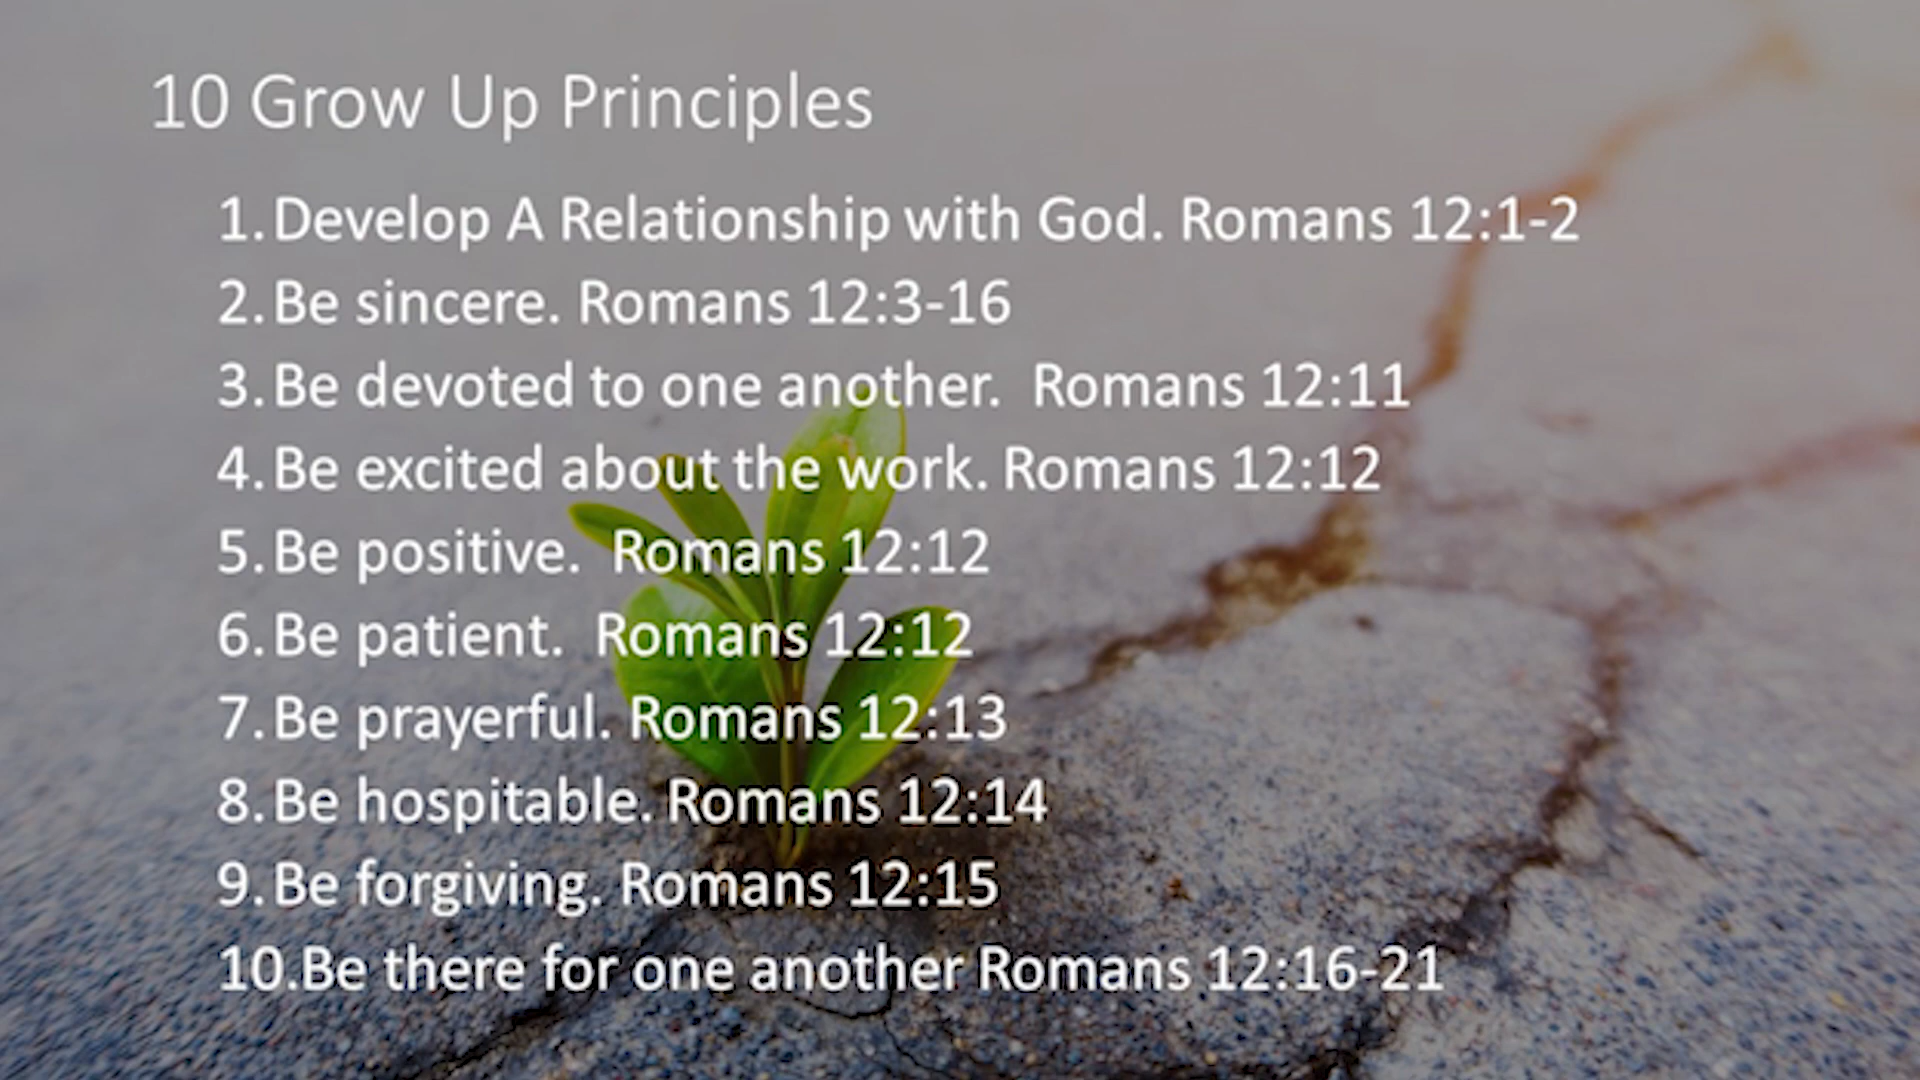 10 Grow Up Principles
1. Develop A Relationship with God. Romans 12:1-2
2. Be sincere. Romans 12:3-16
3. Be devoted to one another.  Romans 12:11
4. Be excited about the work. Romans 12:12
5. Be positive.  Romans 12:12
6. Be patient.  Romans 12:12
7. Be prayerful. Romans 12:13
8. Be hospitable. Romans 12:14
9. Be forgiving. Romans 12:15
10.Be there for one another Romans 12:16-21